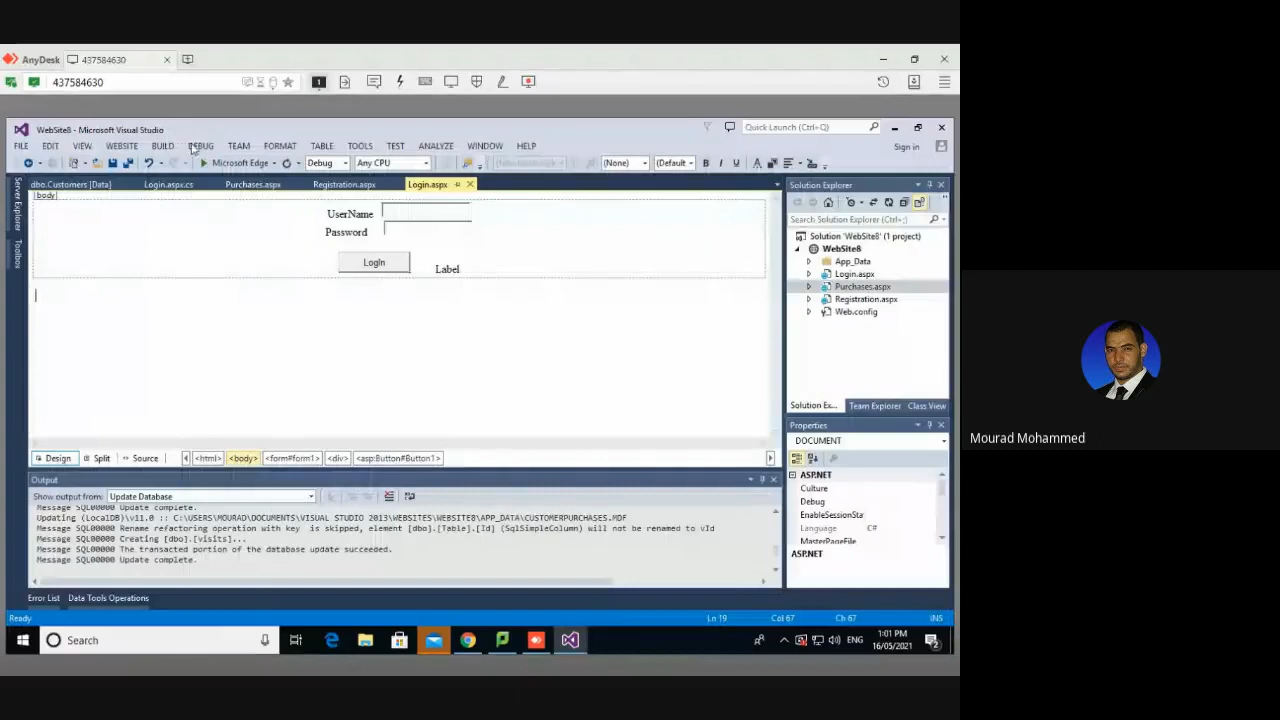 AnyDesk 437584630
437584630
WebSite8 - Microsoft Visual Studio
Quick Launch (Ctrl+Q)
FILE EDIT VIEW WEBSITE BUILD DEBUG TEAM FORMAT TABLE TOOLS TEST ANALYZE WINDOW HELP
Sign in
Microsoft Edge Debug Any CPU (None) (Default B I U A
dbo.Customers [Data] Login.aspx.cs Purchases.aspx Registration.aspx Login.aspx
Server Explorer
Toolbox
body
UserName
Password
LogIn
Label
Solution Explorer
Search Solution Explorer (Ctrl+;)
Solution 'WebSite8' (1 project)
WebSite8
App_Data
Login.aspx
Purchases.aspx
Registration.aspx
Web.config
Solution Ex... Team Explorer Class View
Properties
DOCUMENT
ASP.NET
Culture
Debug
EnableSessionSta
Language C#
MasterPageFile
ASP.NET
Design Split Source <html> <body> <form#form1> <div> <asp:Button#Button1>
Output
Show output from: Update Database
Message SQL00000 Update complete.
Updating (LocalDB)\v11.0 :: C:\USERS\MOURAD\DOCUMENTS\VISUAL STUDIO 2013\WEBSITES\WEBSITE8\APP_DATA\CUSTOMERPURCHASES.MDF
Message SQL00000 Rename refactoring operation with key  is skipped, element [dbo].[Table].[Id] (SqlSimpleColumn) will not be renamed to vId
Message SQL00000 Creating [dbo].[visits]...
Message SQL00000 The transacted portion of the database update succeeded.
Message SQL00000 Update complete.
Error List Data Tools Operations
Ready Ln 19 Col 67 Ch 67 INS
Search
ENG
1:01 PM
16/05/2021
2
Mourad Mohammed